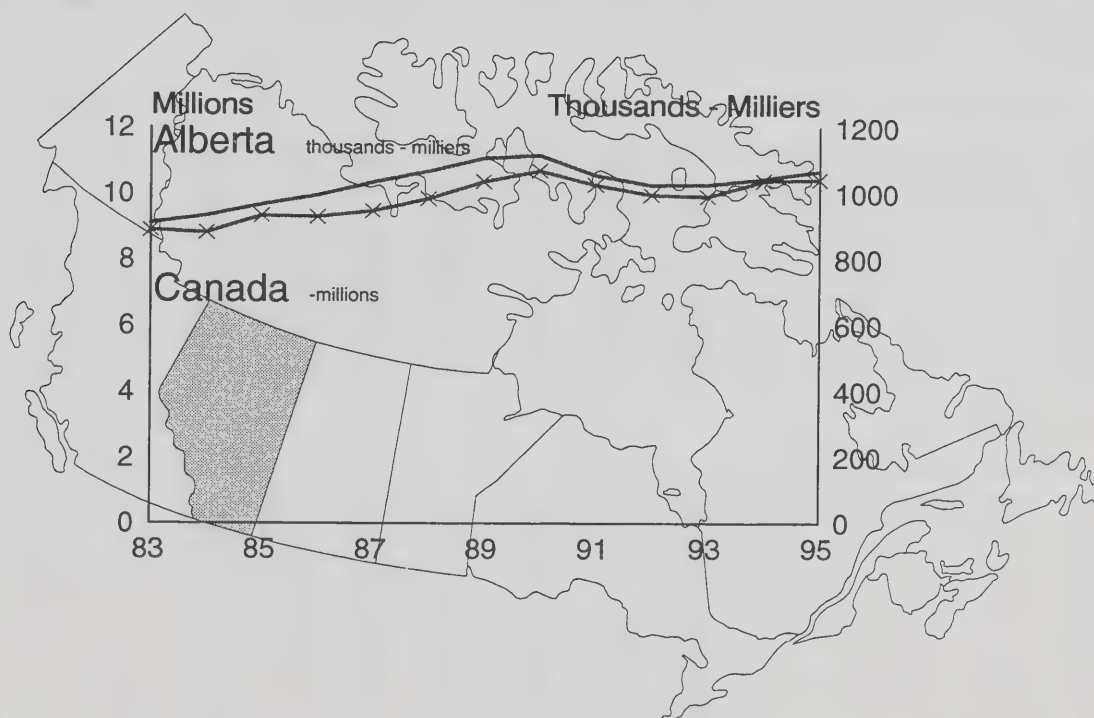 Millions Thousands - Milliers
12 1200
Alberta thousands - milliers
10 1000
8 800
Canada -millions
6 600
4 400
2 200
0 0
83 85 87 89 91 93 95